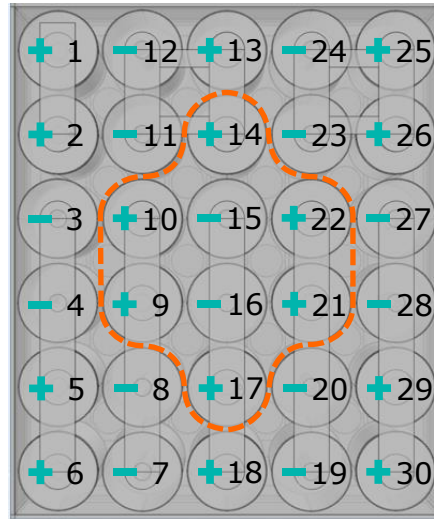 + 1 − 12 + 13 − 24 + 25
+ 2 − 11 + 14 − 23 + 26
− 3 + 10 − 15 + 22 − 27
− 4 + 9 − 16 + 21 − 28
+ 5 − 8 + 17 − 20 + 29
+ 6 − 7 + 18 − 19 + 30